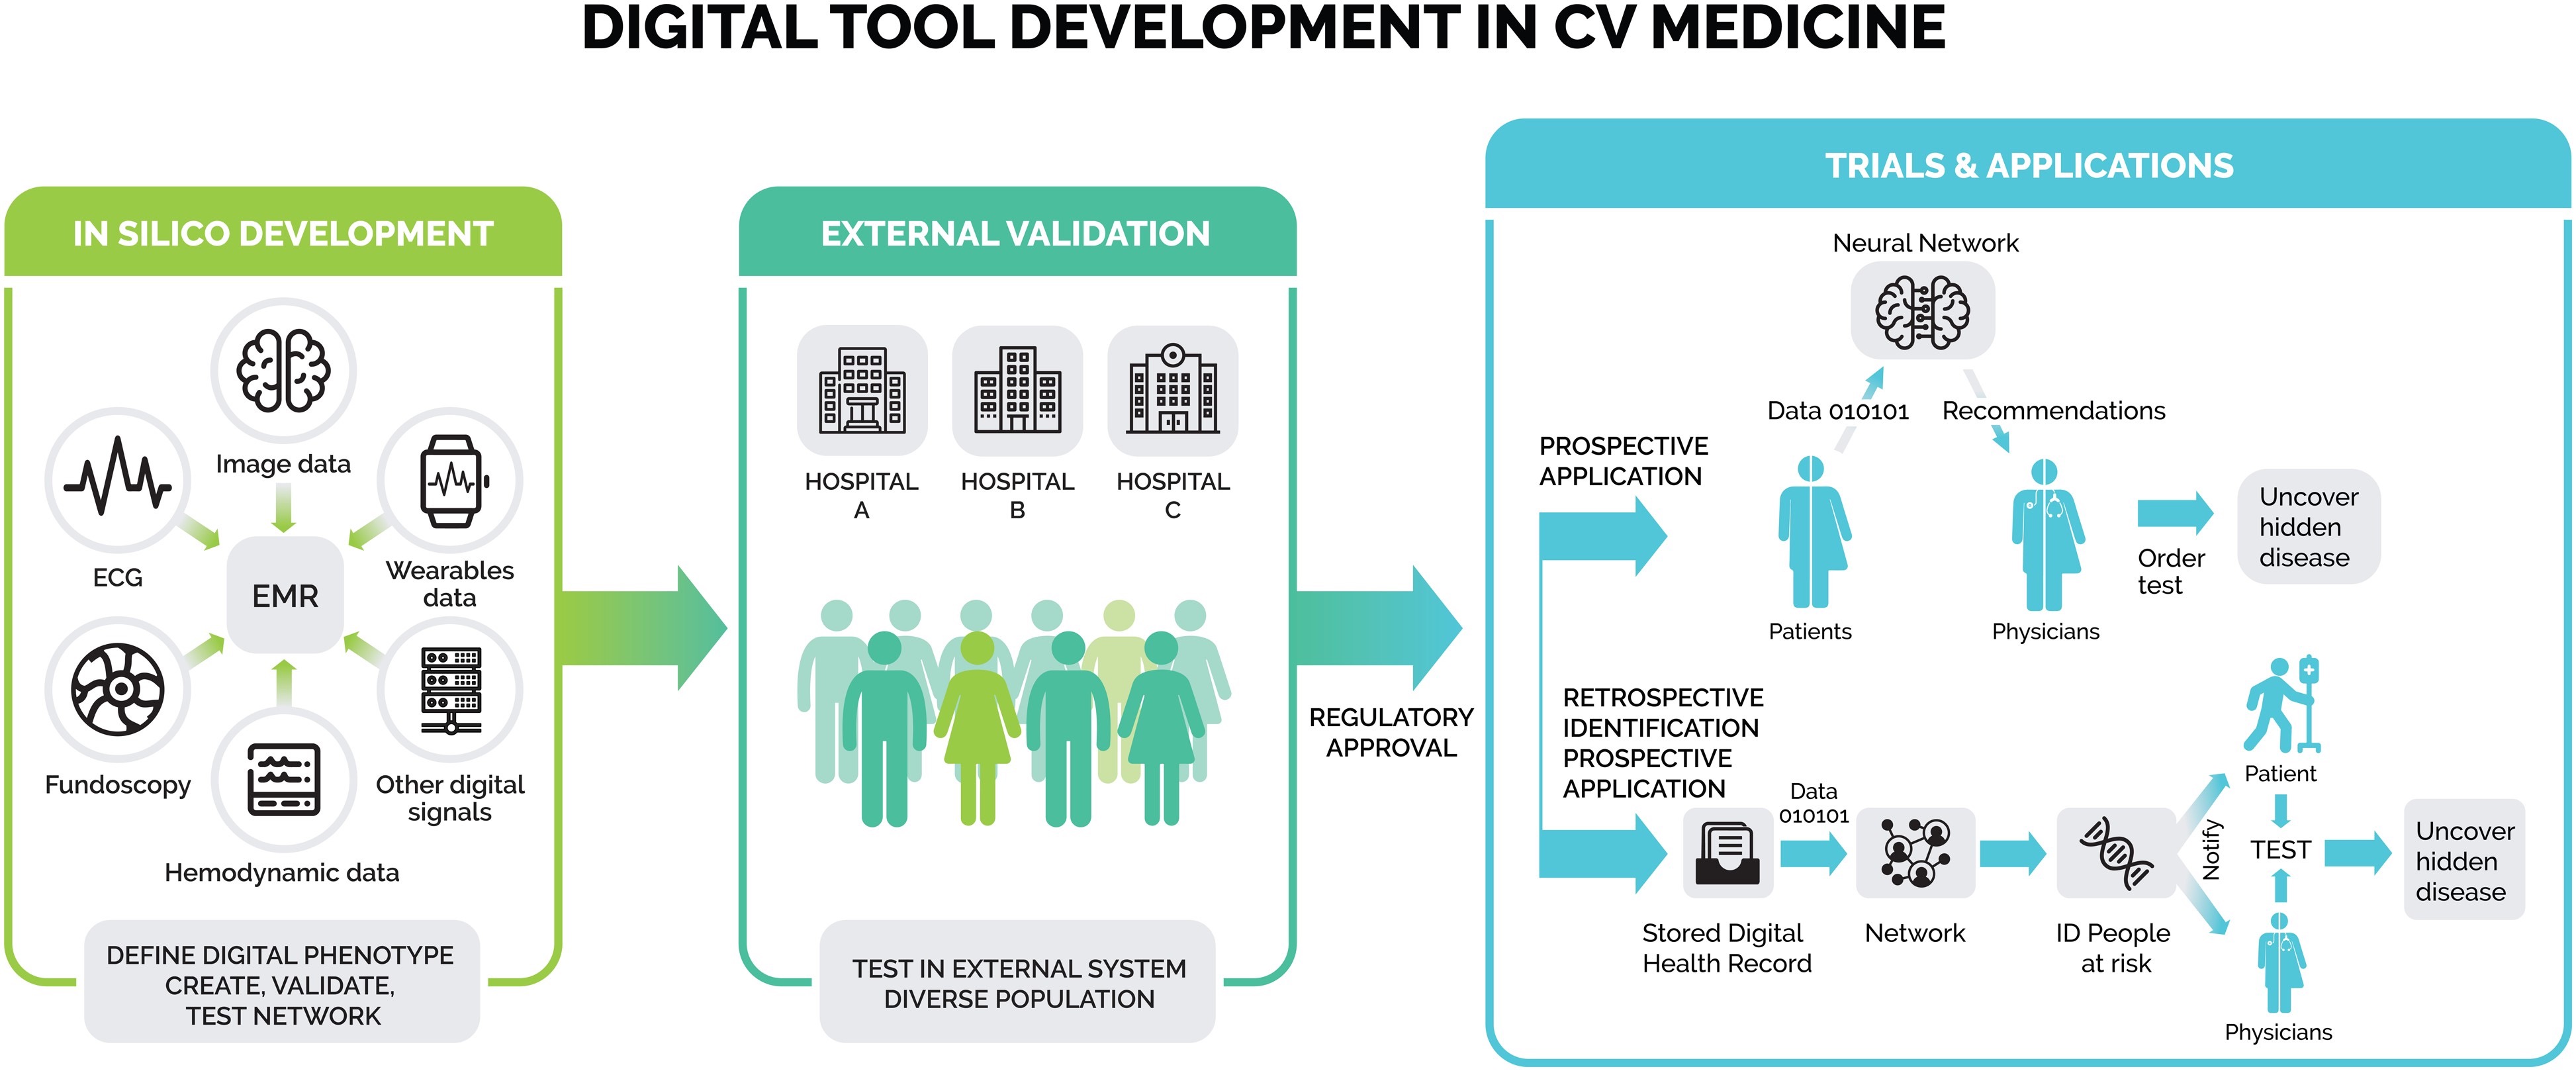 DIGITAL TOOL DEVELOPMENT IN CV MEDICINE
IN SILICO DEVELOPMENT
Image data
ECG
Wearables
data
EMR
Fundoscopy
Other digital
signals
Hemodynamic data
DEFINE DIGITAL PHENOTYPE
CREATE, VALIDATE,
TEST NETWORK
EXTERNAL VALIDATION
HOSPITAL
A
HOSPITAL
B
HOSPITAL
C
TEST IN EXTERNAL SYSTEM
DIVERSE POPULATION
REGULATORY
APPROVAL
TRIALS & APPLICATIONS
Neural Network
Data 010101
Recommendations
PROSPECTIVE
APPLICATION
Patients
Physicians
Order
test
Uncover
hidden
disease
RETROSPECTIVE
IDENTIFICATION
PROSPECTIVE
APPLICATION
Stored Digital
Health Record
Data
010101
Network
ID People
at risk
Notify
Patient
TEST
Physicians
Uncover
hidden
disease